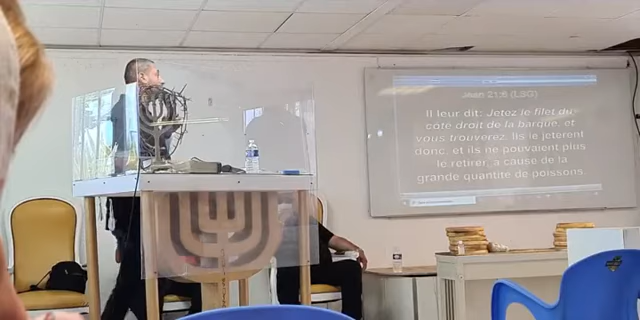 Jean 21:6 (LSG)
Il leur dit: Jetez le filet du
côté droit de la barque, et
vous trouverez. Ils le jetèrent
donc, et ils ne pouvaient plus
le retirer, à cause de la
grande quantité de poissons.